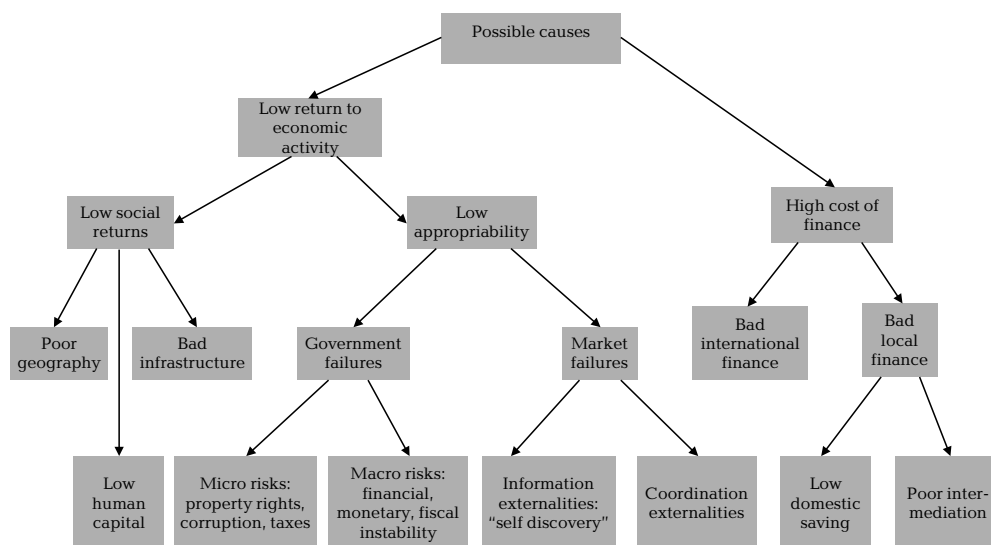 Possible causes
Low return to
economic
activity
Low social
returns
Low
appropriability
High cost of
finance
Poor
geography
Bad
infrastructure
Government
failures
Market
failures
Bad
international
finance
Bad
local
finance
Low
human
capital
Micro risks:
property rights,
corruption, taxes
Macro risks:
financial,
monetary, fiscal
instability
Information
externalities:
“self discovery”
Coordination
externalities
Low
domestic
saving
Poor inter-
mediation